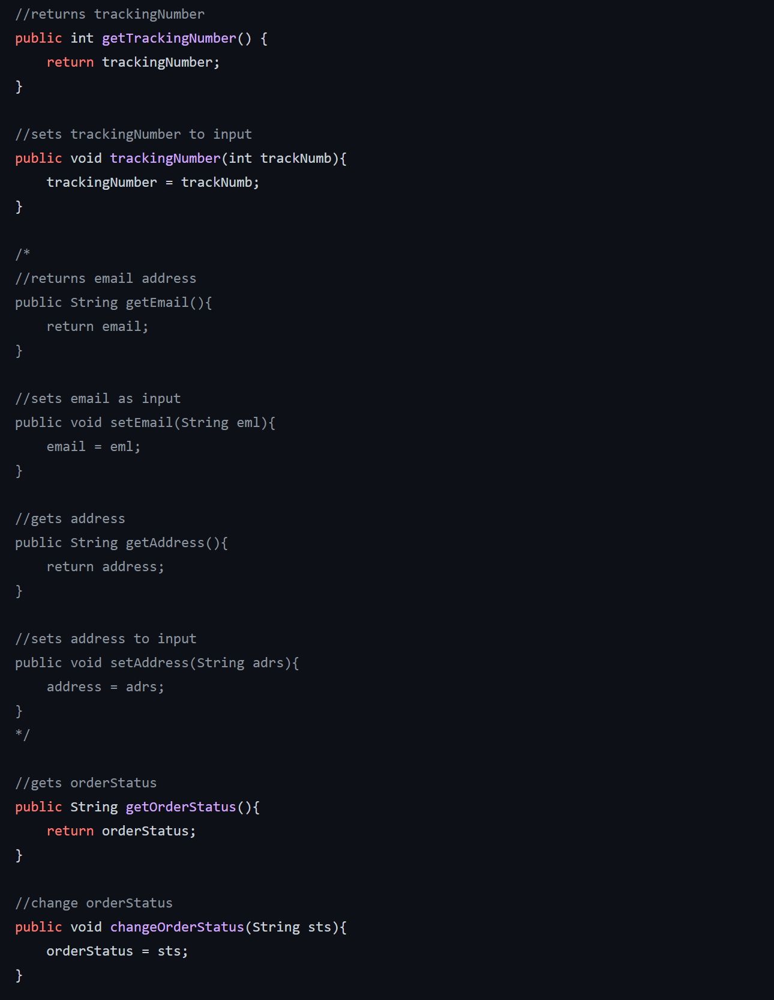 //returns trackingNumber
public int getTrackingNumber() {
    return trackingNumber;
}

//sets trackingNumber to input
public void trackingNumber(int trackNumb){
    trackingNumber = trackNumb;
}

/*
//returns email address
public String getEmail(){
    return email;
}

//sets email as input
public void setEmail(String eml){
    email = eml;
}

//gets address
public String getAddress(){
    return address;
}

//sets address to input
public void setAddress(String adrs){
    address = adrs;
}
*/

//gets orderStatus
public String getOrderStatus(){
    return orderStatus;
}

//change orderStatus
public void changeOrderStatus(String sts){
    orderStatus = sts;
}